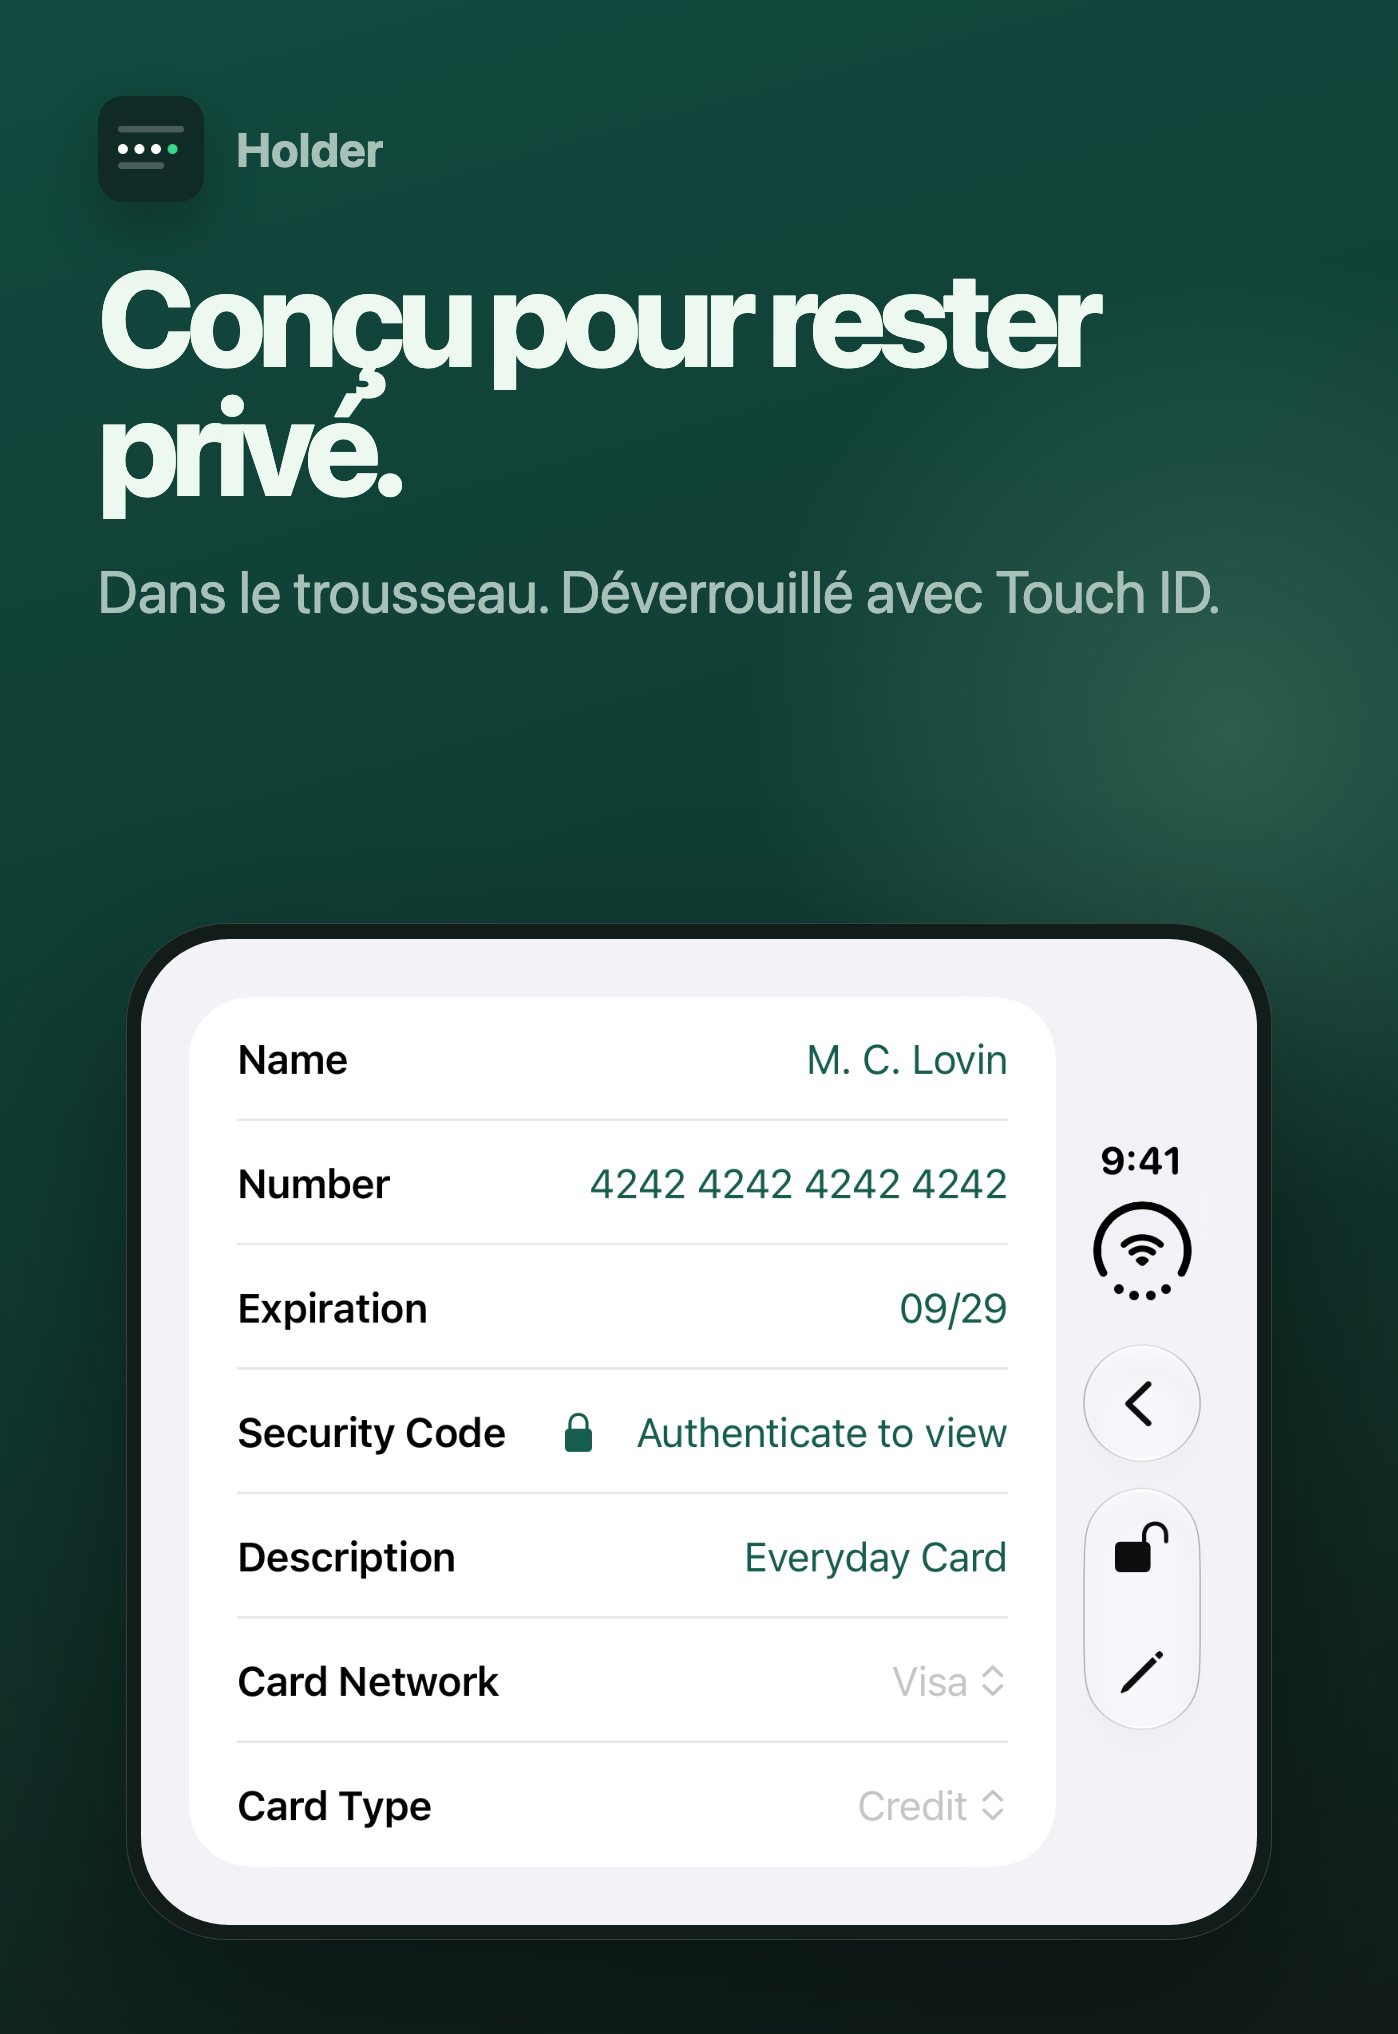 Holder
Conçu pour rester
privé.
Dans le trousseau. Déverrouillé avec Touch ID.
Name M. C. Lovin
Number 4242 4242 4242 4242
Expiration 09/29
Security Code Authenticate to view
Description Everyday Card
Card Network Visa
Card Type Credit
9:41